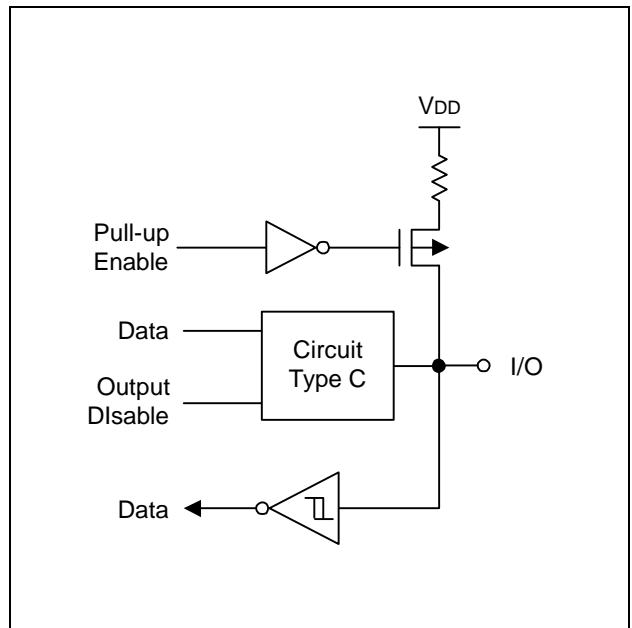 VDD
Pull-up
Enable
Data
Circuit
Type C
I/O
Output
DIsable
Data